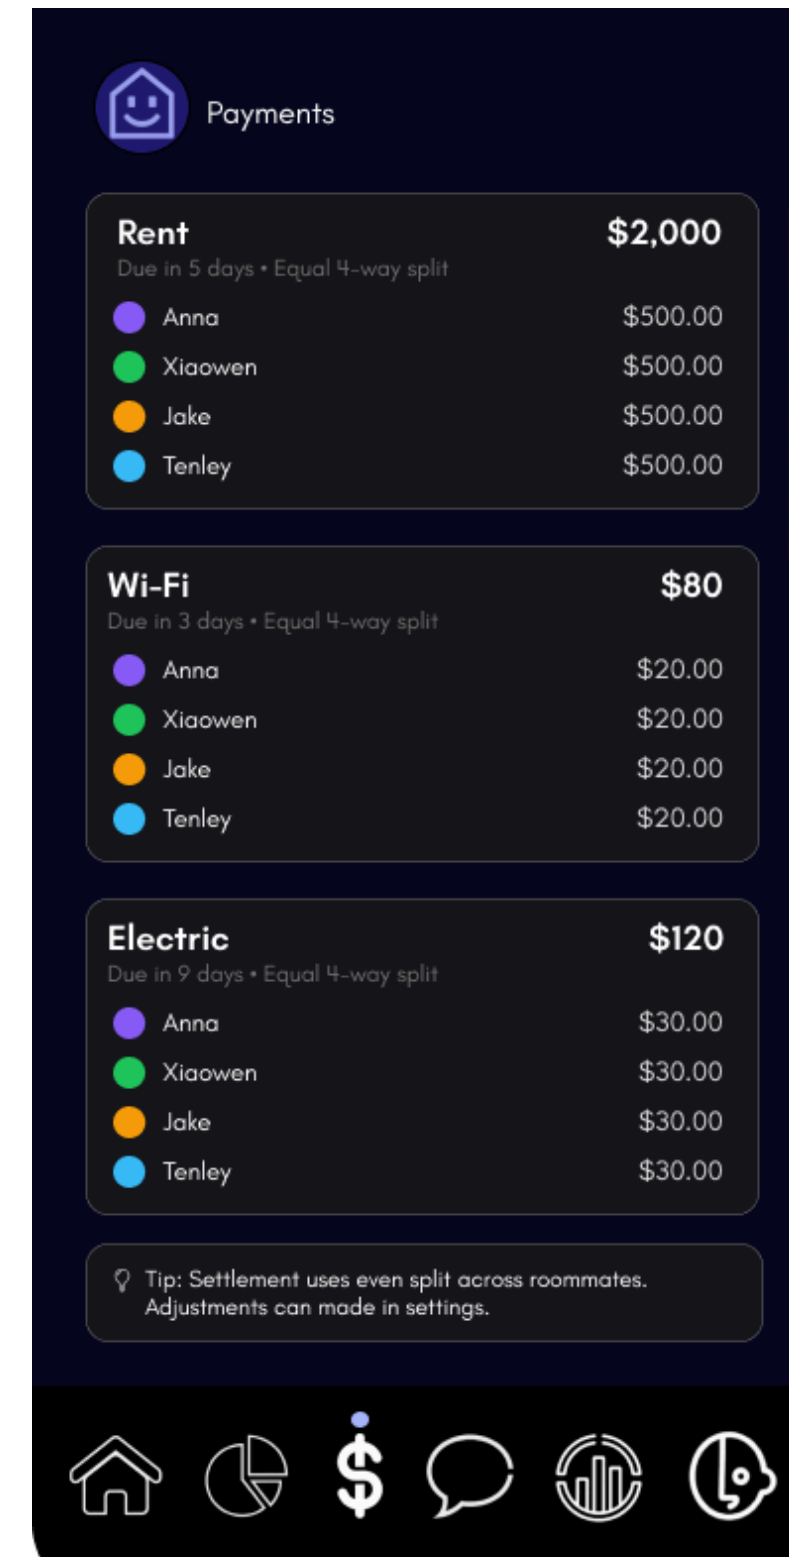 Payments
Rent $2,000
Due in 5 days • Equal 4-way split
Anna $500.00
Xiaowen $500.00
Jake $500.00
Tenley $500.00
Wi-Fi $80
Due in 3 days • Equal 4-way split
Anna $20.00
Xiaowen $20.00
Jake $20.00
Tenley $20.00
Electric $120
Due in 9 days • Equal 4-way split
Anna $30.00
Xiaowen $30.00
Jake $30.00
Tenley $30.00
Tip: Settlement uses even split across roommates.
Adjustments can made in settings.
$